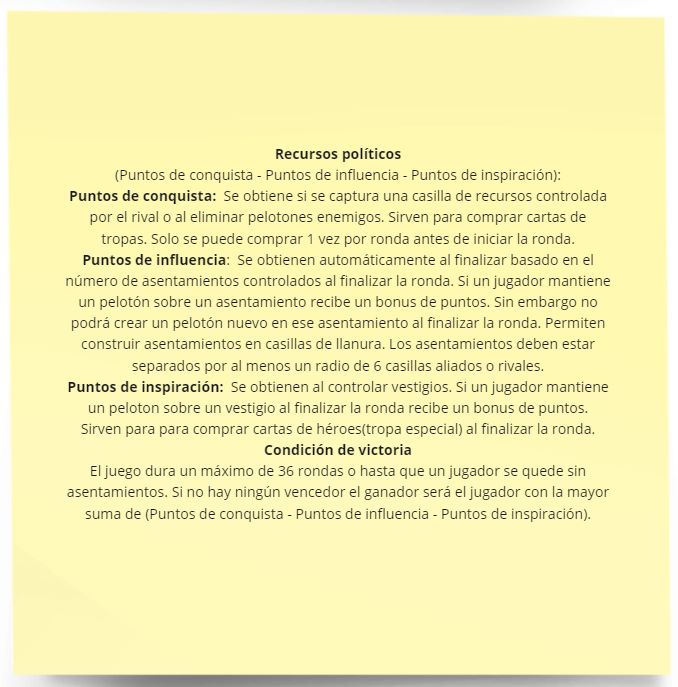 Recursos políticos
(Puntos de conquista - Puntos de influencia - Puntos de inspiración):
Puntos de conquista: Se obtiene si se captura una casilla de recursos controlada
por el rival o al eliminar pelotones enemigos. Sirven para comprar cartas de
tropas. Solo se puede comprar 1 vez por ronda antes de iniciar la ronda.
Puntos de influencia: Se obtienen automáticamente al finalizar basado en el
número de asentamientos controlados al finalizar la ronda. Si un jugador mantiene
un pelotón sobre un asentamiento recibe un bonus de puntos. Sin embargo no
podrá crear un pelotón nuevo en ese asentamiento al finalizar la ronda. Permiten
construir asentamientos en casillas de llanura. Los asentamientos deben estar
separados por al menos un radio de 6 casillas aliados o rivales.
Puntos de inspiración: Se obtienen al controlar vestigios. Si un jugador mantiene
un peloton sobre un vestigio al finalizar la ronda recibe un bonus de puntos.
Sirven para para comprar cartas de héroes(tropa especial) al finalizar la ronda.
Condición de victoria
El juego dura un máximo de 36 rondas o hasta que un jugador se quede sin
asentamientos. Si no hay ningún vencedor el ganador será el jugador con la mayor
suma de (Puntos de conquista - Puntos de influencia - Puntos de inspiración).